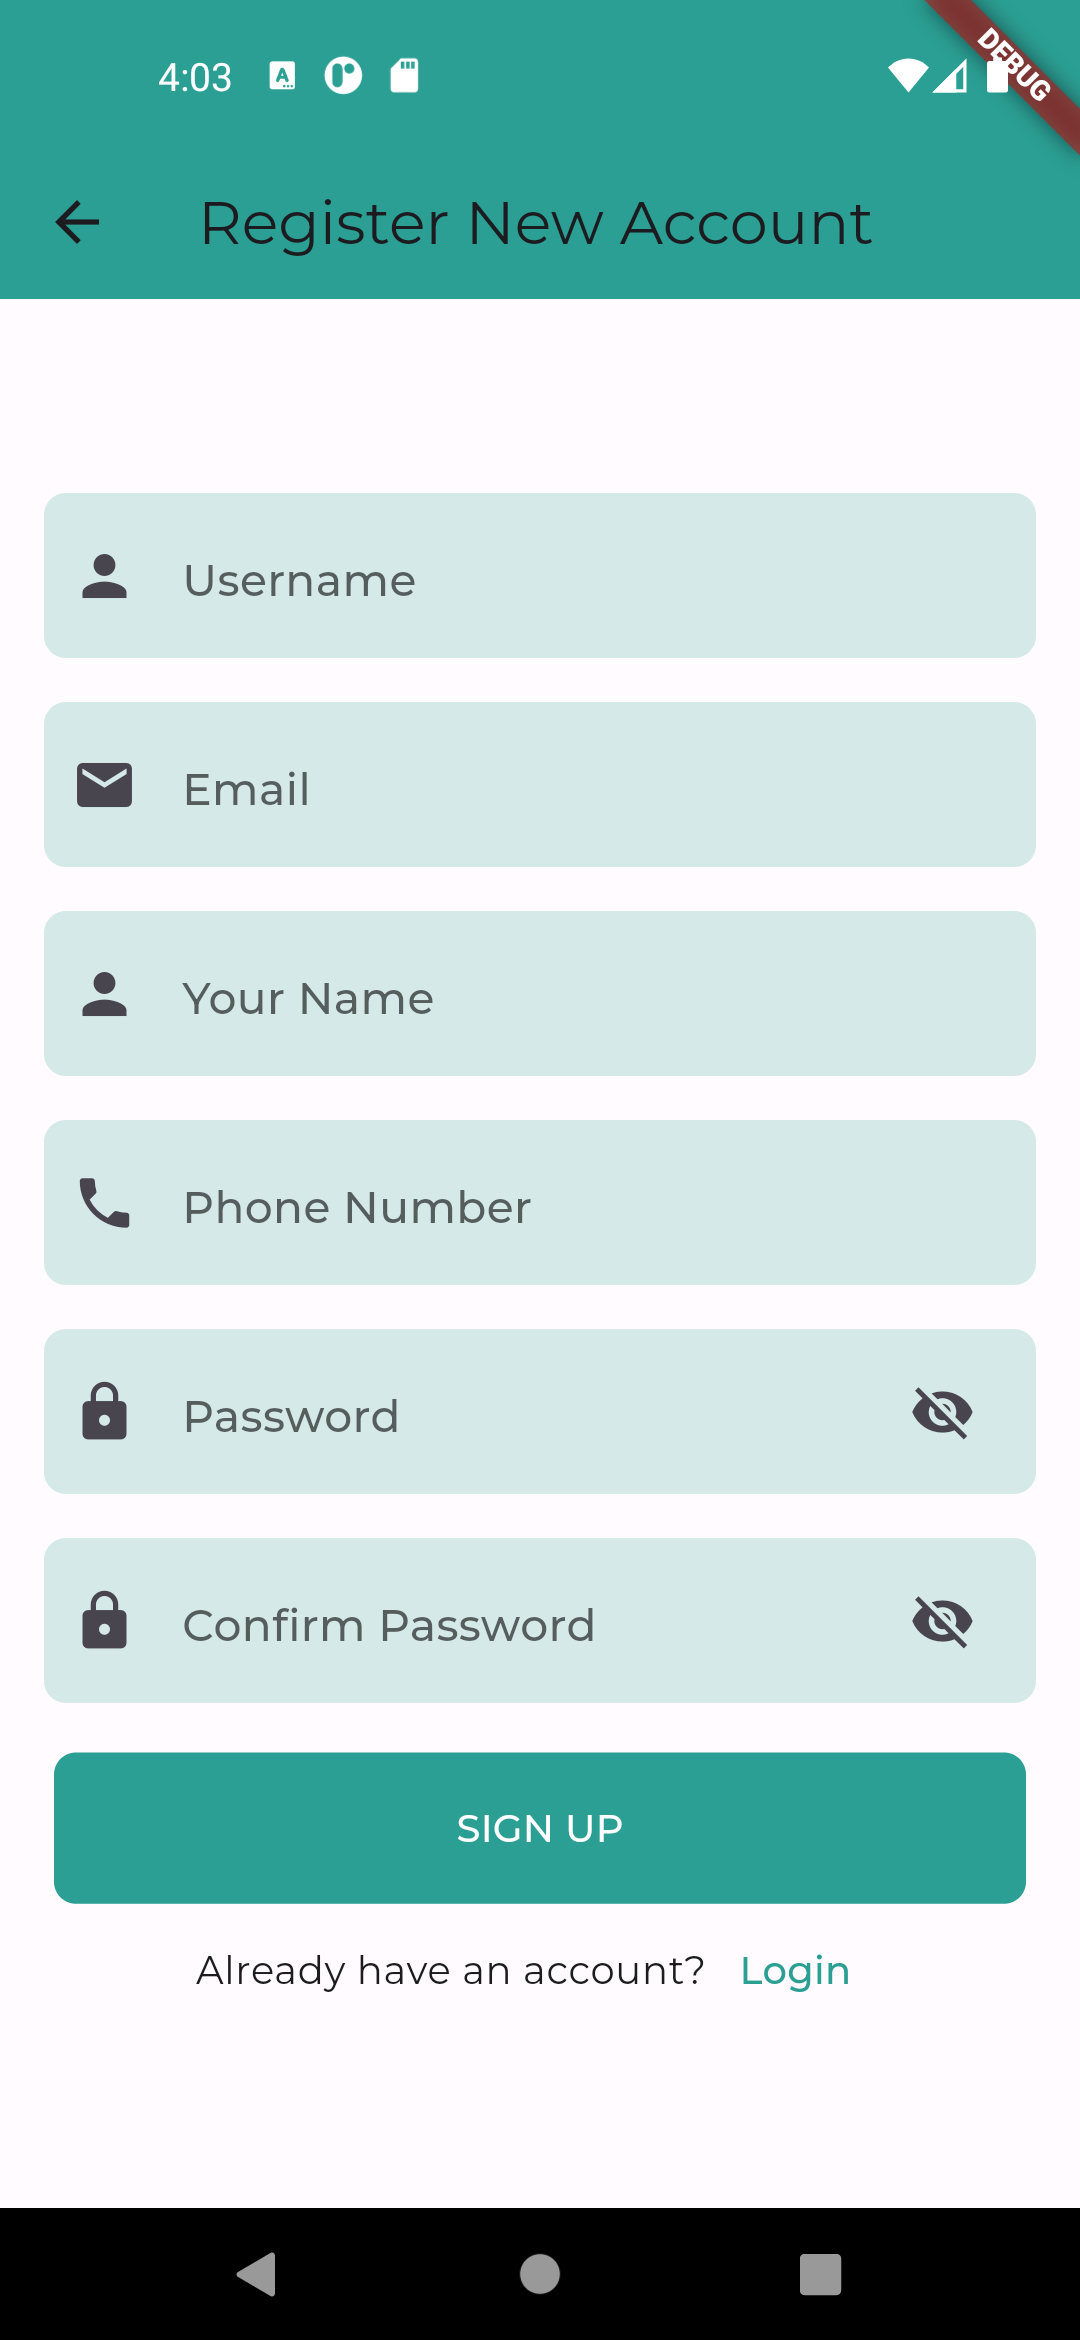 4:03
DEBUG
Register New Account
Username
Email
Your Name
Phone Number
Password
Confirm Password
SIGN UP
Already have an account? Login